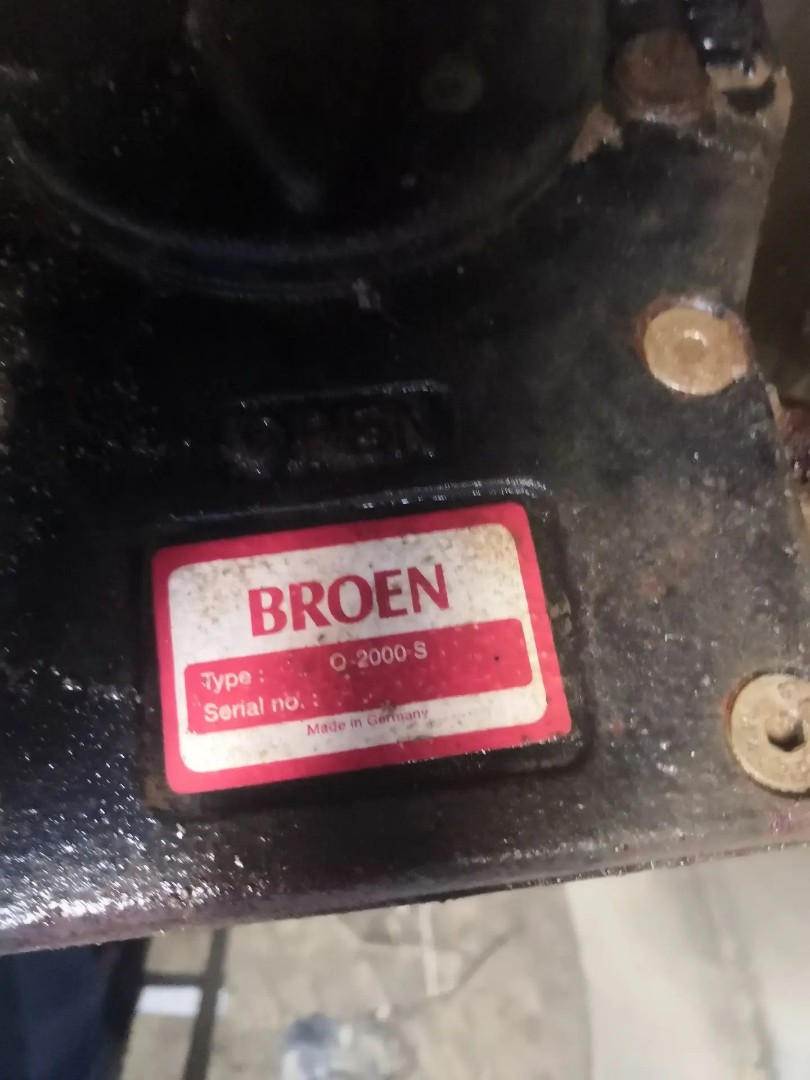 BROEN
Type : Q-2000-S
Serial no. :
Made in Germany